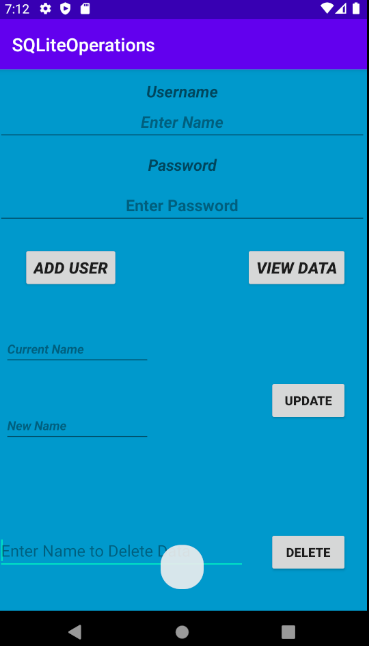 7:12
SQLiteOperations
Username
Enter Name
Password
Enter Password
ADD USER
VIEW DATA
Current Name
UPDATE
New Name
Enter Name to Delete
DELETE